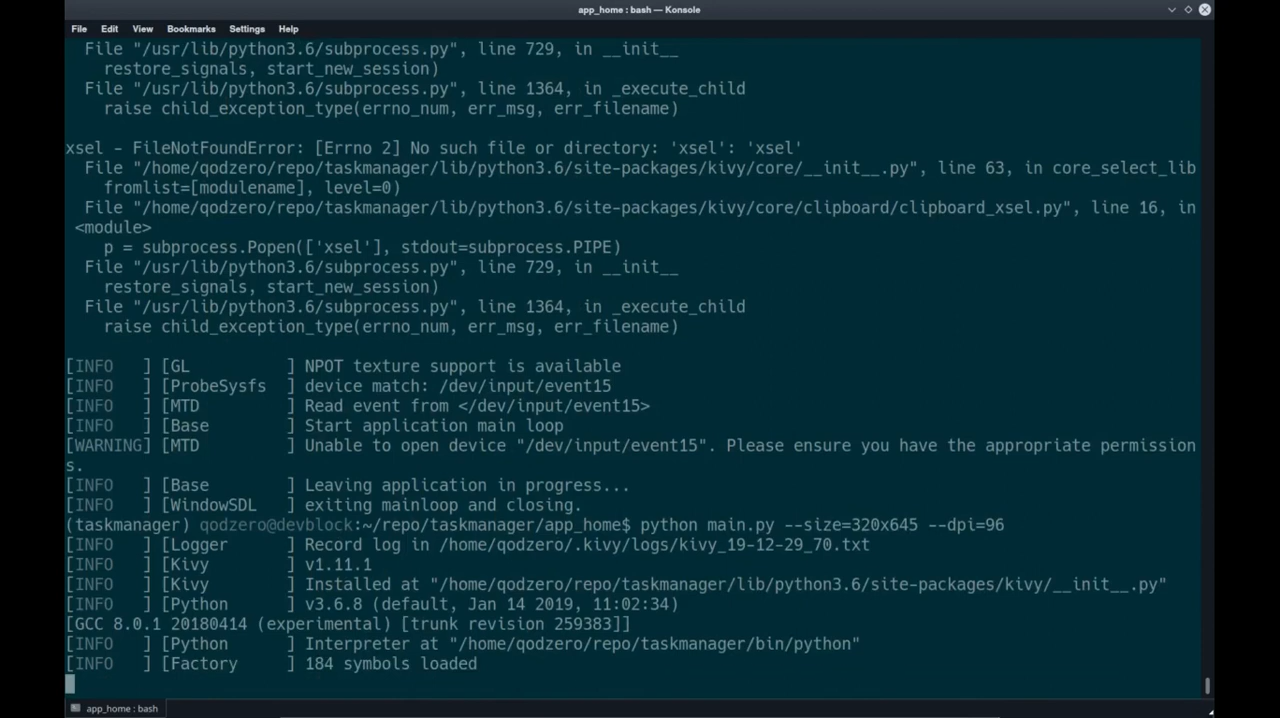 app_home : bash — Konsole
File Edit View Bookmarks Settings Help
File "/usr/lib/python3.6/subprocess.py", line 729, in __init__
restore_signals, start_new_session)
File "/usr/lib/python3.6/subprocess.py", line 1364, in _execute_child
raise child_exception_type(errno_num, err_msg, err_filename)
xsel - FileNotFoundError: [Errno 2] No such file or directory: 'xsel': 'xsel'
File "/home/qodzero/repo/taskmanager/lib/python3.6/site-packages/kivy/core/__init__.py", line 63, in core_select_lib
fromlist=[modulename], level=0)
File "/home/qodzero/repo/taskmanager/lib/python3.6/site-packages/kivy/core/clipboard/clipboard_xsel.py", line 16, in
<module>
p = subprocess.Popen(['xsel'], stdout=subprocess.PIPE)
File "/usr/lib/python3.6/subprocess.py", line 729, in __init__
restore_signals, start_new_session)
File "/usr/lib/python3.6/subprocess.py", line 1364, in _execute_child
raise child_exception_type(errno_num, err_msg, err_filename)
[INFO   ] [GL          ] NPOT texture support is available
[INFO   ] [ProbeSysfs  ] device match: /dev/input/event15
[INFO   ] [MTD         ] Read event from </dev/input/event15>
[INFO   ] [Base        ] Start application main loop
[WARNING] [MTD         ] Unable to open device "/dev/input/event15". Please ensure you have the appropriate permission
s.
[INFO   ] [Base        ] Leaving application in progress...
[INFO   ] [WindowSDL   ] exiting mainloop and closing.
(taskmanager) qodzero@devblock:~/repo/taskmanager/app_home$ python main.py --size=320x645 --dpi=96
[INFO   ] [Logger      ] Record log in /home/qodzero/.kivy/logs/kivy_19-12-29_70.txt
[INFO   ] [Kivy        ] v1.11.1
[INFO   ] [Kivy        ] Installed at "/home/qodzero/repo/taskmanager/lib/python3.6/site-packages/kivy/__init__.py"
[INFO   ] [Python      ] v3.6.8 (default, Jan 14 2019, 11:02:34)
[GCC 8.0.1 20180414 (experimental) [trunk revision 259383]]
[INFO   ] [Python      ] Interpreter at "/home/qodzero/repo/taskmanager/bin/python"
[INFO   ] [Factory     ] 184 symbols loaded
app_home : bash